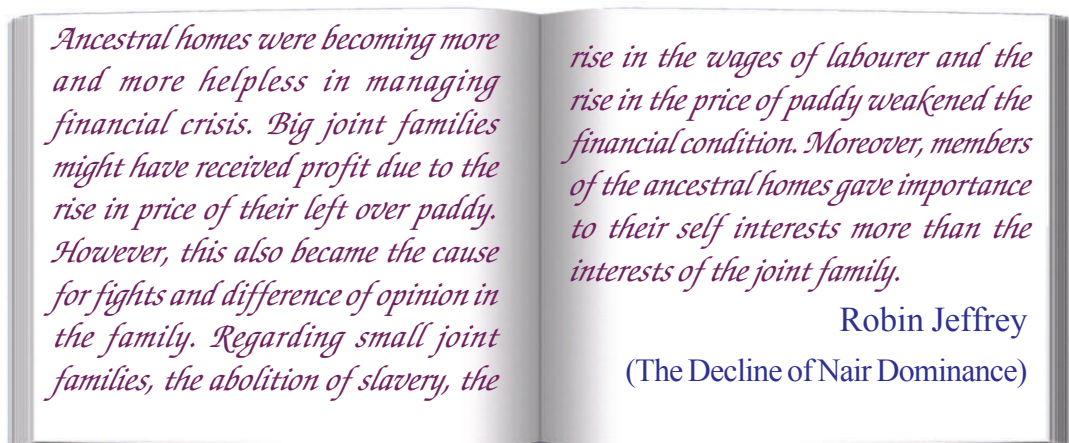 Ancestral homes were becoming more
and more helpless in managing
financial crisis. Big joint families
might have received profit due to the
rise in price of their left over paddy.
However, this also became the cause
for fights and difference of opinion in
the family. Regarding small joint
families, the abolition of slavery, the
rise in the wages of labourer and the
rise in the price of paddy weakened the
financial condition. Moreover, members
of the ancestral homes gave importance
to their self interests more than the
interests of the joint family.
Robin Jeffrey
(The Decline of Nair Dominance)